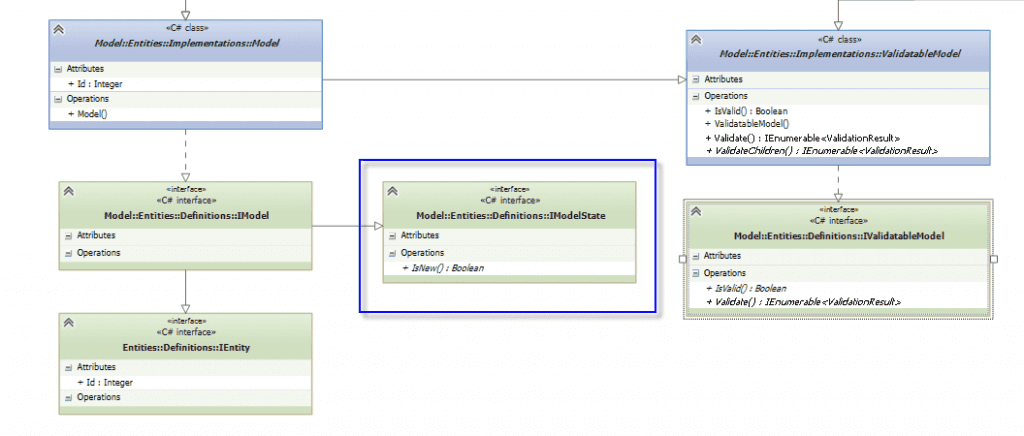 «C# class»
Model::Entities::Implementations::Model
Attributes
+ Id : Integer
Operations
+ Model()
«C# class»
Model::Entities::Implementations::ValidatableModel
Attributes
Operations
+ IsValid() : Boolean
+ ValidatableModel()
+ Validate() : IEnumerable<ValidationResult>
+ ValidateChildren() : IEnumerable<ValidationResult>
«interface»
«C# interface»
Model::Entities::Definitions::IModel
Attributes
Operations
«interface»
«C# interface»
Model::Entities::Definitions::IModelState
Attributes
Operations
+ IsNew() : Boolean
«interface»
«C# interface»
Model::Entities::Definitions::IValidatableModel
Attributes
Operations
+ IsValid() : Boolean
+ Validate() : IEnumerable<ValidationResult>
«interface»
«C# interface»
Entities::Definitions::IEntity
Attributes
+ Id : Integer
Operations